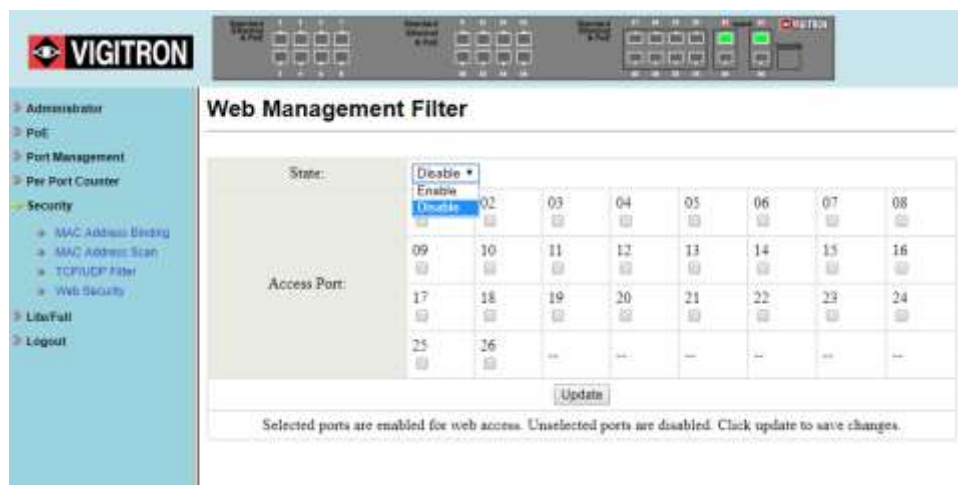 VIGITRON
Web Management Filter
Administrator
PoE
Port Management
Per Port Counter
Security
MAC Address Binding
MAC Address Scan
TCP/UDP Filter
Web Security
Lite/Full
Logout
State:
Disable
Enable
Disable
Access Port:
02 03 04 05 06 07 08
09 10 11 12 13 14 15 16
17 18 19 20 21 22 23 24
25 26 -- -- -- -- -- --
Update
Selected ports are enabled for web access. Unselected ports are disabled. Click update to save changes.